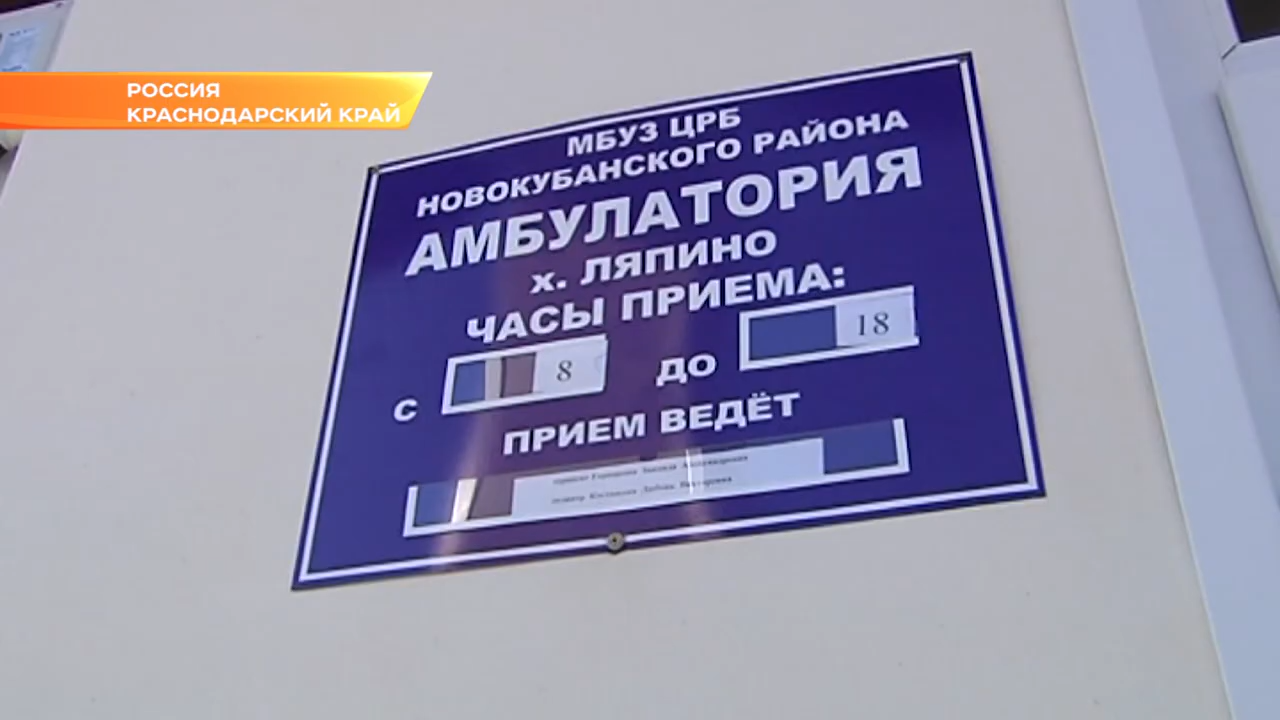 РОССИЯ
КРАСНОДАРСКИЙ КРАЙ
МБУЗ ЦРБ
НОВОКУБАНСКОГО РАЙОНА
АМБУЛАТОРИЯ
х. ЛЯПИНО
ЧАСЫ ПРИЕМА:
С 8 ДО 18
ПРИЕМ ВЕДЁТ